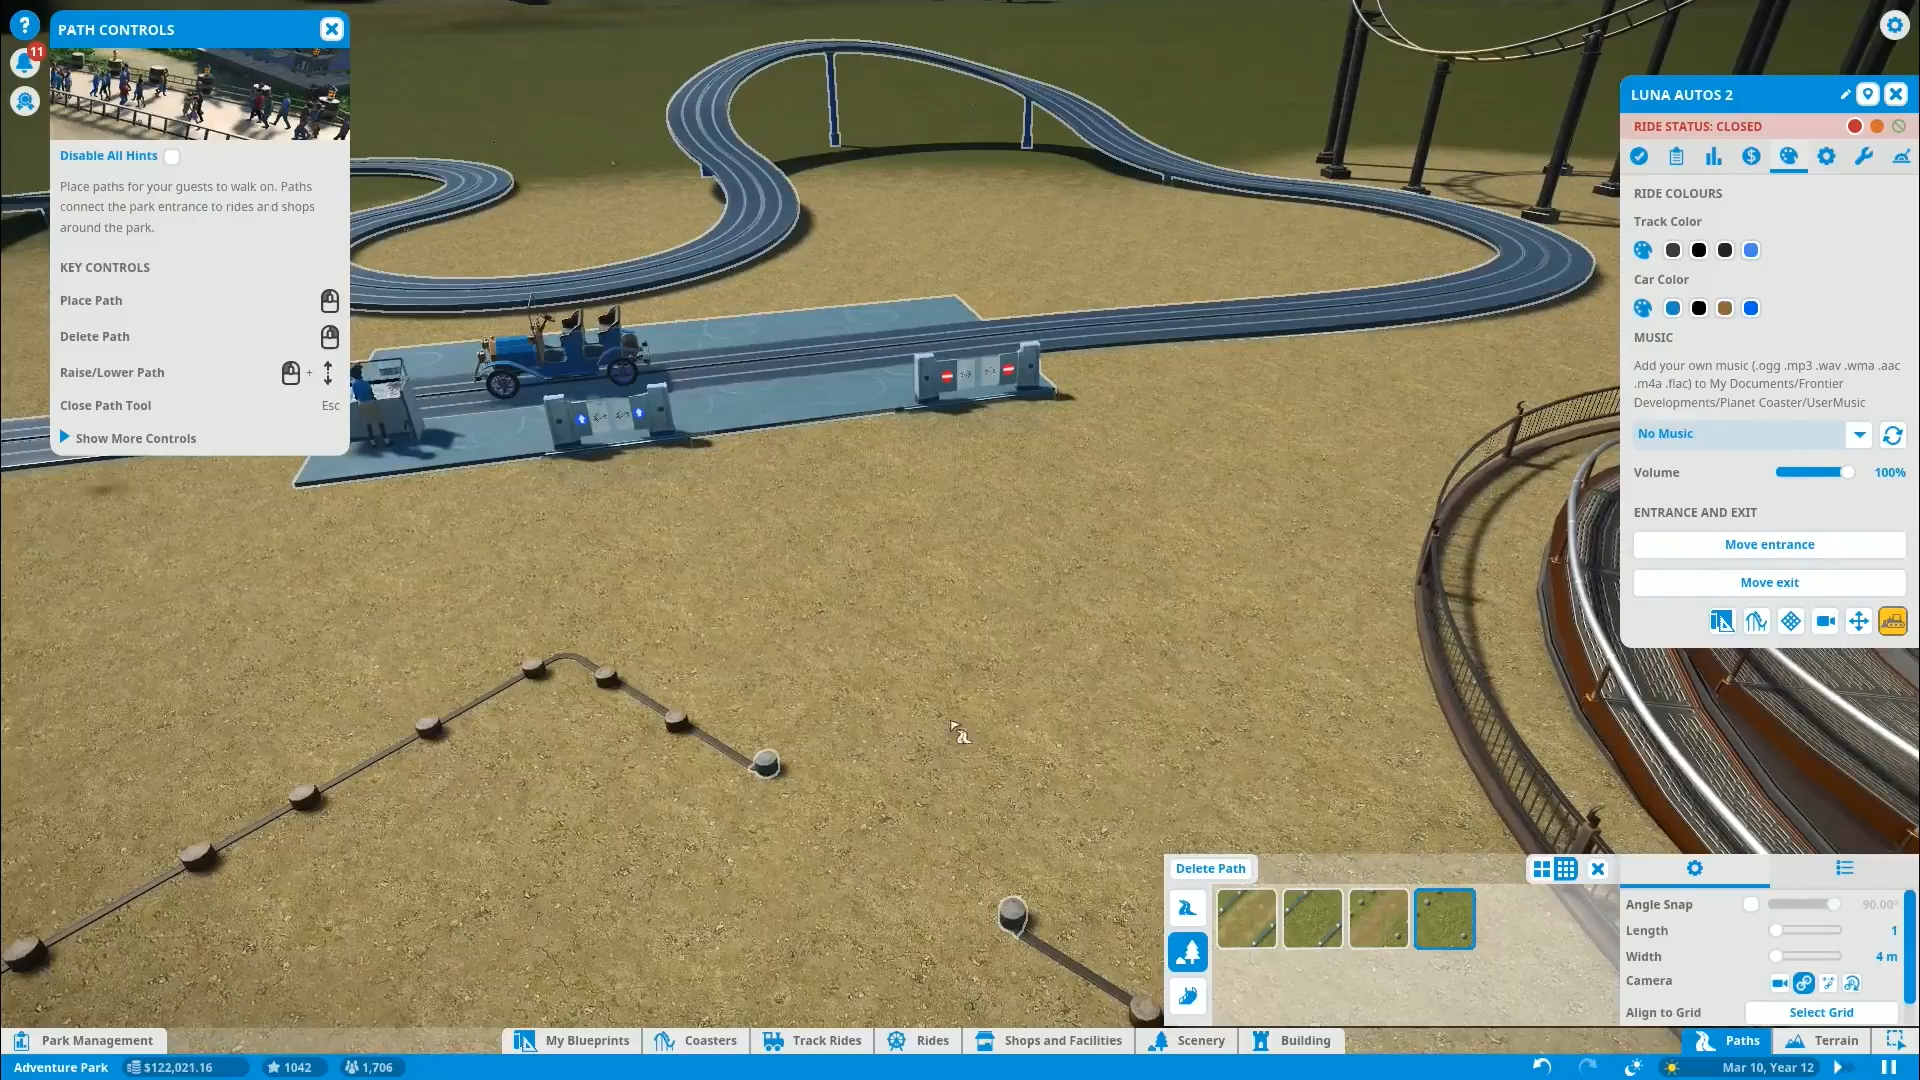 ?
PATH CONTROLS
11
Disable All Hints
Place paths for your guests to walk on. Paths
connect the park entrance to rides and shops
around the park.
KEY CONTROLS
Place Path
Delete Path
Raise/Lower Path
+
Close Path Tool Esc
Show More Controls
LUNA AUTOS 2
RIDE STATUS: CLOSED
RIDE COLOURS
Track Color
Car Color
MUSIC
Add your own music (.ogg .mp3 .wav .wma .aac
.m4a .flac) to My Documents/Frontier
Developments/Planet Coaster/UserMusic
No Music
Volume 100%
ENTRANCE AND EXIT
Move entrance
Move exit
Delete Path
Angle Snap 90.00°
Length 1
Width 4 m
Camera
Align to Grid Select Grid
Park Management
My Blueprints
Coasters
Track Rides
Rides
Shops and Facilities
Scenery
Building
Paths
Terrain
Adventure Park
$122,021.16
1042
1,706
Mar 10, Year 12